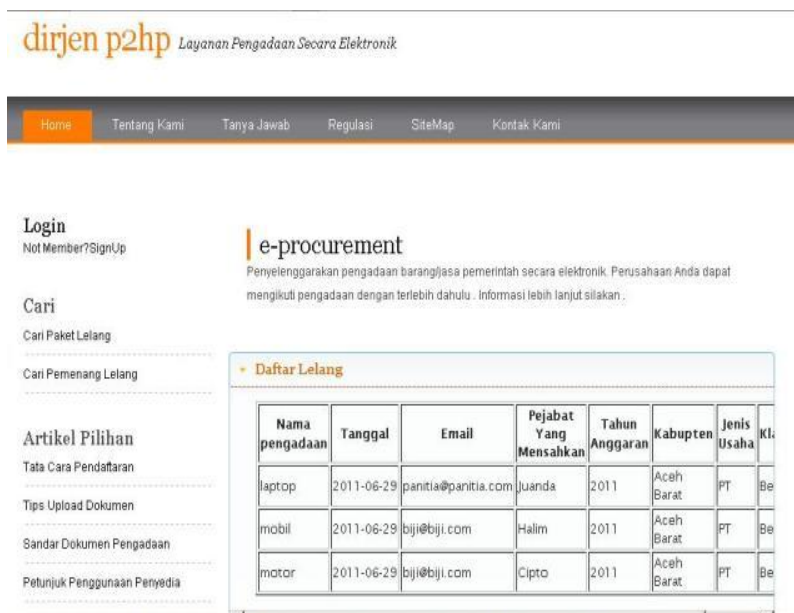 dirjen p2hp Layanan Pengadaan Secara Elektronik
Home Tentang Kami Tanya Jawab Regulasi SiteMap Kontak Kami
Login
Not Member?SignUp
Cari
Cari Paket Lelang
Cari Pemenang Lelang
Artikel Pilihan
Tata Cara Pendaftaran
Tips Upload Dokumen
Sandar Dokumen Pengadaan
Petunjuk Penggunaan Penyedia
e-procurement
Penyelenggarakan pengadaan barang/jasa pemerintah secara elektronik. Perusahaan Anda dapat
mengikuti pengadaan dengan terlebih dahulu . Informasi lebih lanjut silakan .
Daftar Lelang
Nama pengadaan Tanggal Email Pejabat Yang Mensahkan Tahun Anggaran Kabupten Jenis Usaha
laptop 2011-06-29 panitia@panitia.com Juanda 2011 Aceh Barat PT Be
mobil 2011-06-29 biji@biji.com Halim 2011 Aceh Barat PT Be
motor 2011-06-29 biji@biji.com Cipto 2011 Aceh Barat PT Be